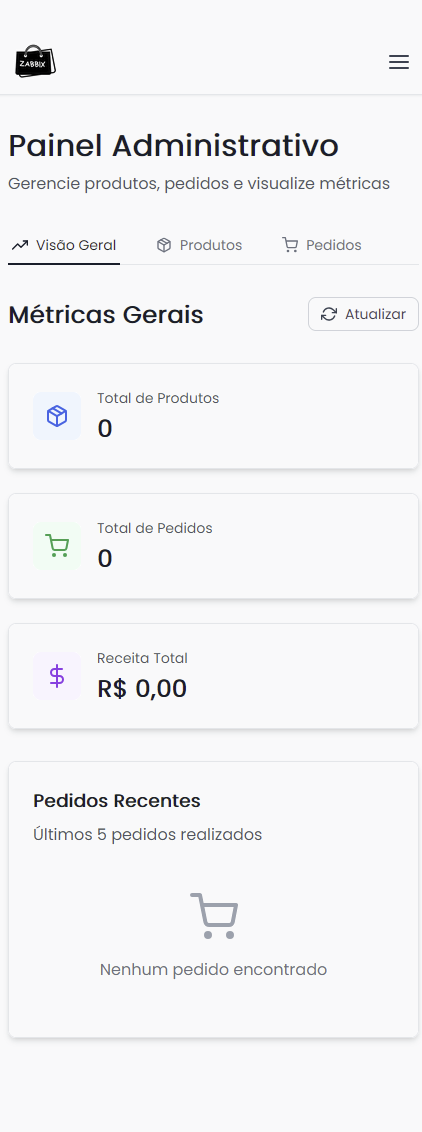 ZABBIX
Painel Administrativo
Gerencie produtos, pedidos e visualize métricas
Visão Geral Produtos Pedidos
Métricas Gerais Atualizar
Total de Produtos
0
Total de Pedidos
0
Receita Total
R$ 0,00
Pedidos Recentes
Últimos 5 pedidos realizados
Nenhum pedido encontrado